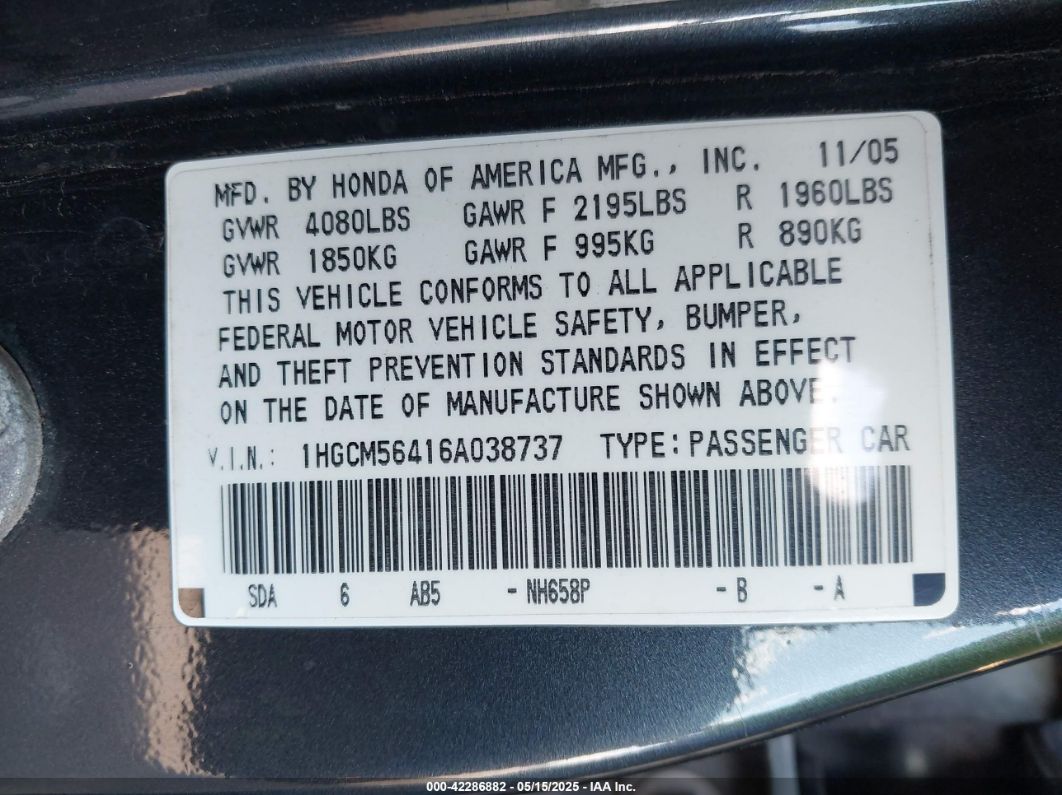 MFD. BY HONDA OF AMERICA MFG., INC. 11/05
GVWR 4080LBS GAWR F 2195LBS R 1960LBS
GVWR 1850KG GAWR F 995KG R 890KG
THIS VEHICLE CONFORMS TO ALL APPLICABLE
FEDERAL MOTOR VEHICLE SAFETY, BUMPER,
AND THEFT PREVENTION STANDARDS IN EFFECT
ON THE DATE OF MANUFACTURE SHOWN ABOVE.
V.I.N.: 1HGCM56416A038737 TYPE: PASSENGER CAR
SDA 6 AB5 - NH658P - B - A
000-42286882 - 05/15/2025 - IAA Inc.